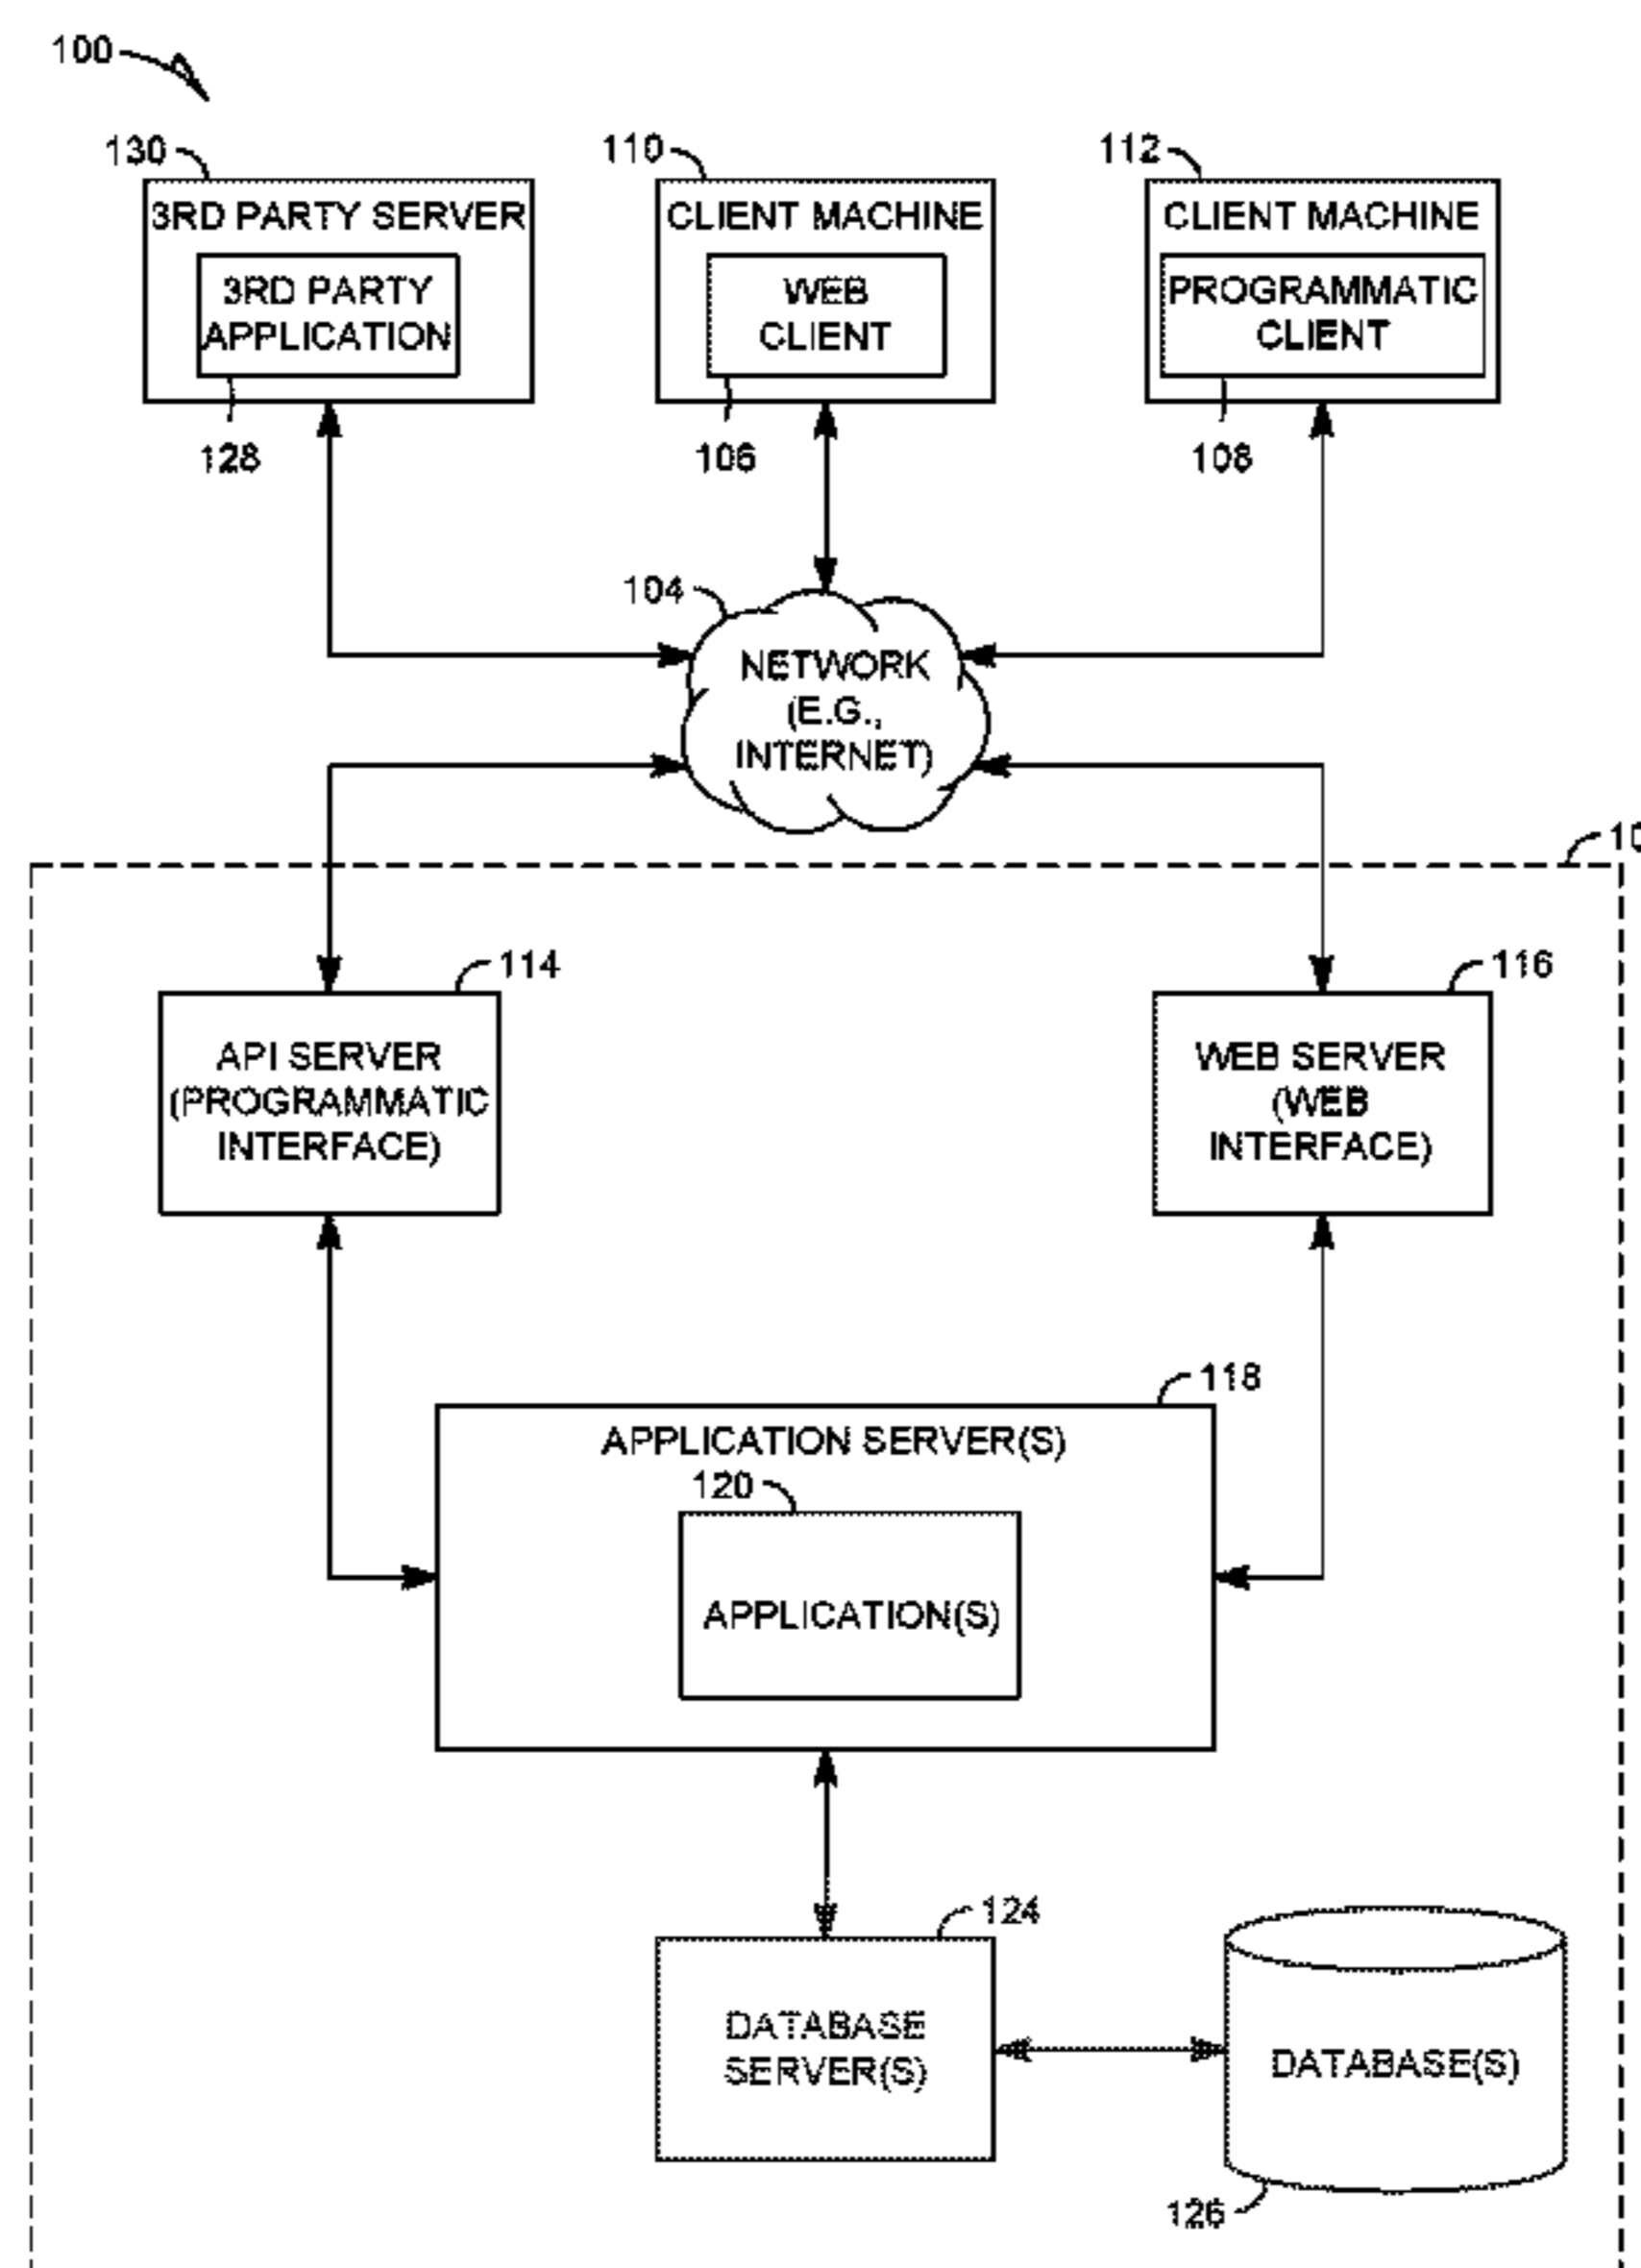 100
130
110
112
3RD PARTY SERVER
CLIENT MACHINE
CLIENT MACHINE
3RD PARTY
APPLICATION
WEB
CLIENT
PROGRAMMATIC
CLIENT
128
106
108
104
NETWORK
(E.G.,
INTERNET)
114
116
API SERVER
(PROGRAMMATIC
INTERFACE)
WEB SERVER
(WEB
INTERFACE)
118
APPLICATION SERVER(S)
120
APPLICATION(S)
124
DATABASE
SERVER(S)
DATABASE(S)
126